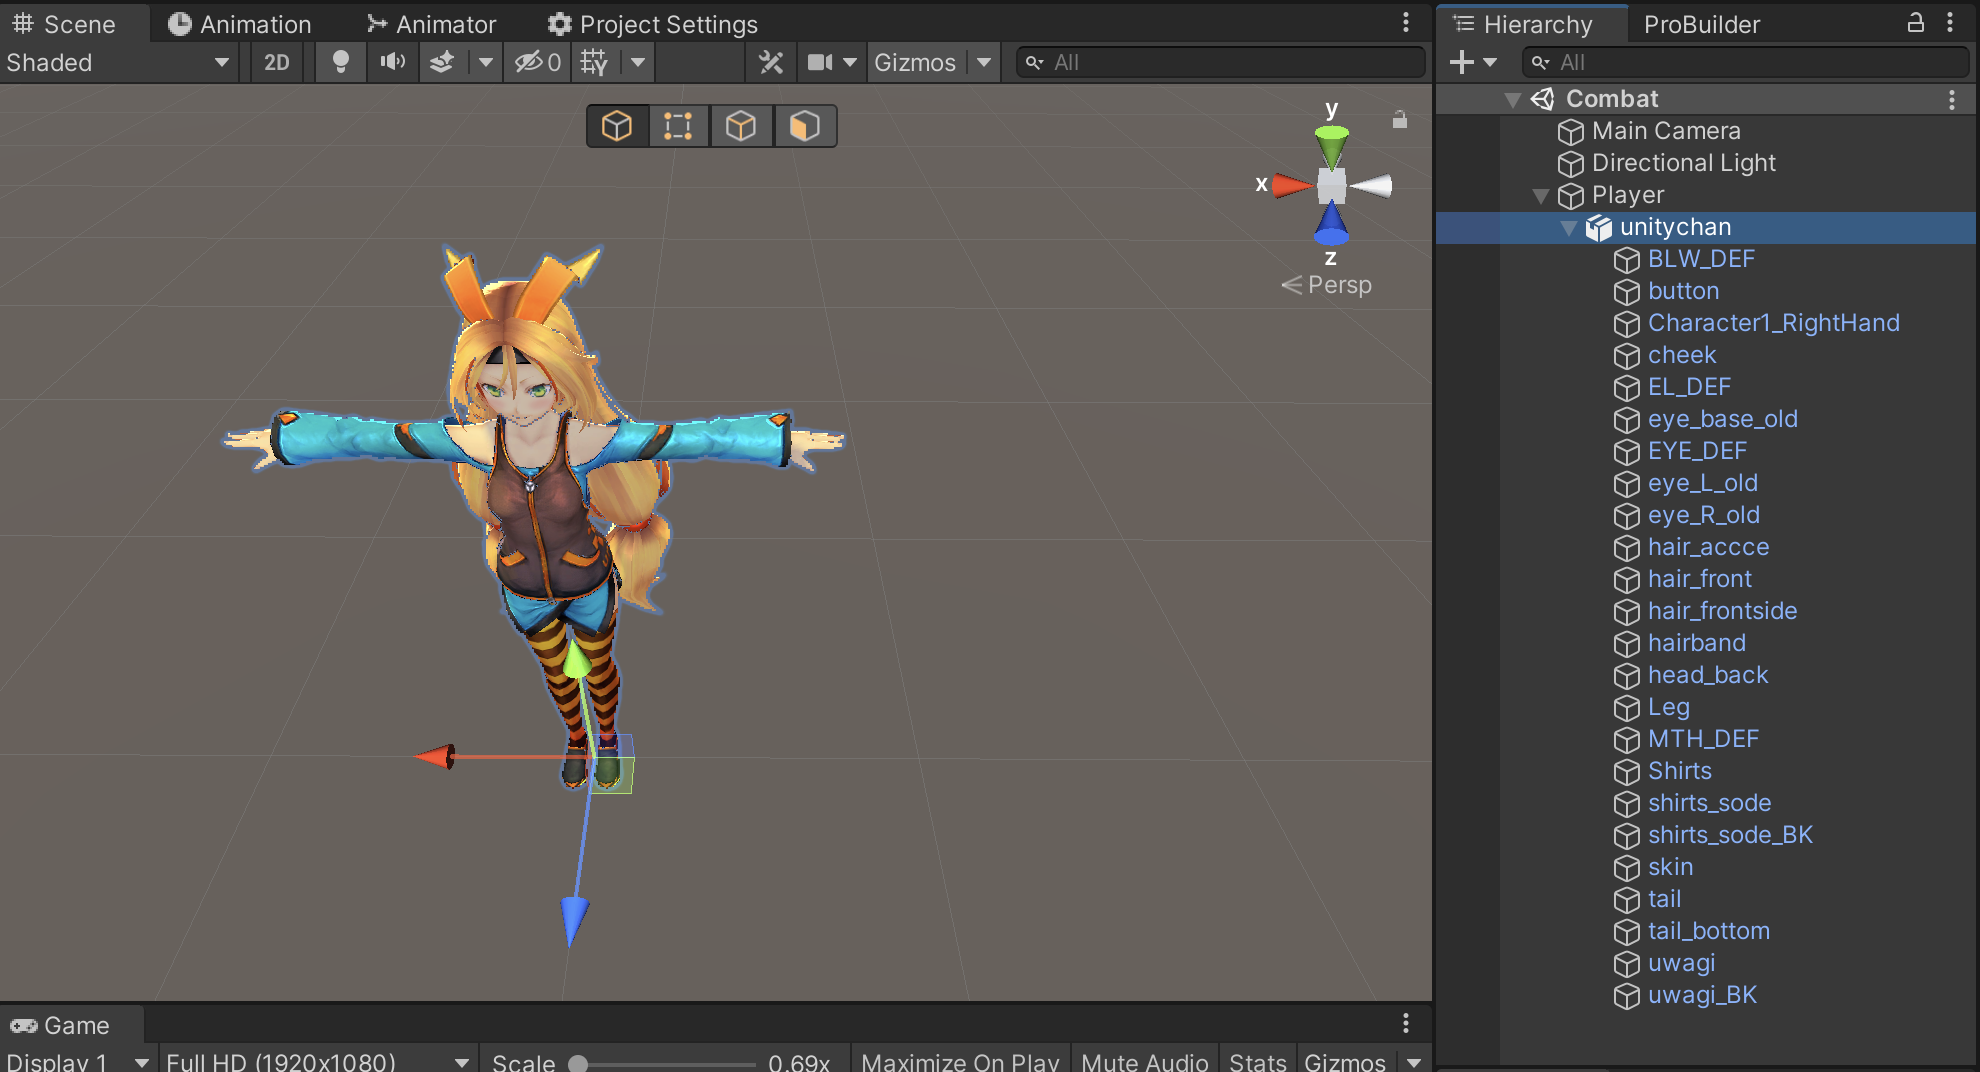 Scene
Animation
Animator
Project Settings
Shaded
2D
0
Gizmos
All
y
x
z
Persp
Game
Display 1
Full HD (1920x1080)
Scale
0.69x
Maximize On Play
Mute Audio
Stats
Gizmos
Hierarchy
ProBuilder
All
Combat
Main Camera
Directional Light
Player
unitychan
BLW_DEF
button
Character1_RightHand
cheek
EL_DEF
eye_base_old
EYE_DEF
eye_L_old
eye_R_old
hair_accce
hair_front
hair_frontside
hairband
head_back
Leg
MTH_DEF
Shirts
shirts_sode
shirts_sode_BK
skin
tail
tail_bottom
uwagi
uwagi_BK